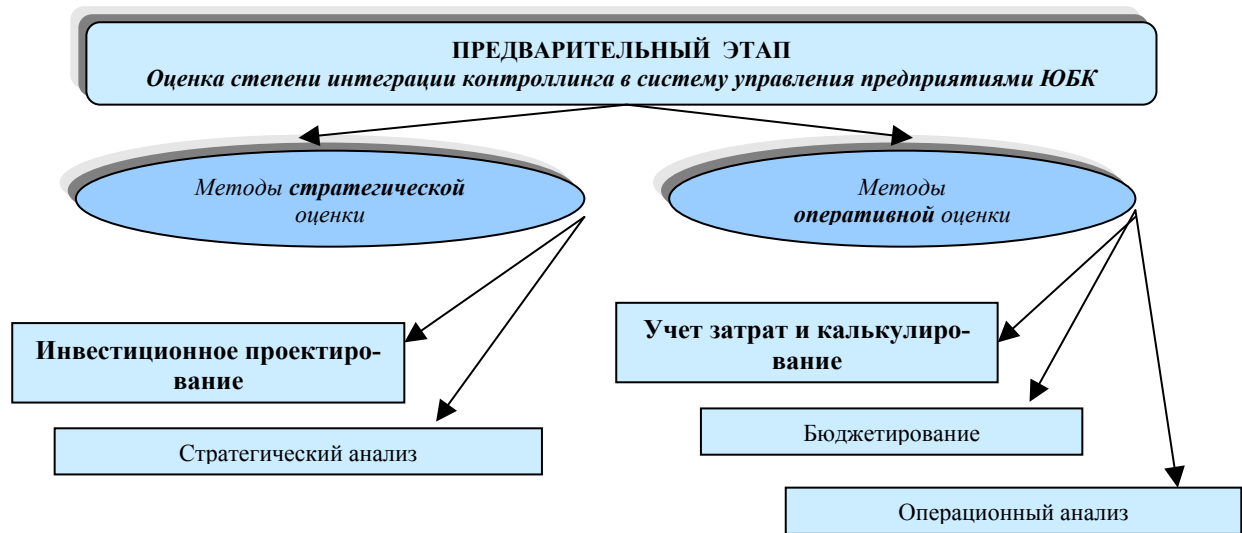 ПРЕДВАРИТЕЛЬНЫЙ ЭТАП
Оценка степени интеграции контроллинга в систему управления предприятиями ЮБК
Методы стратегической
оценки
Методы
оперативной оценки
Инвестиционное проектиро-
вание
Учет затрат и калькулиро-
вание
Стратегический анализ
Бюджетирование
Операционный анализ